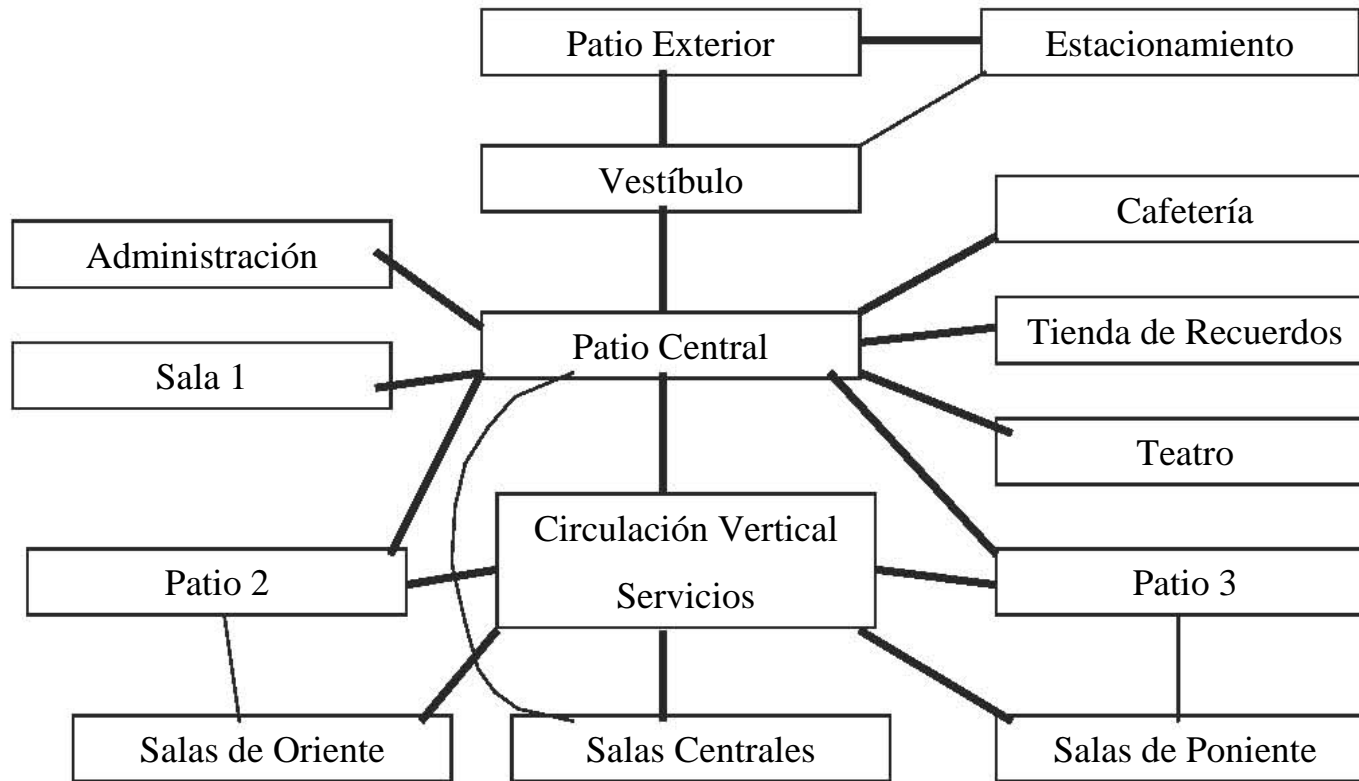 Patio Exterior
Estacionamiento
Vestíbulo
Cafetería
Administración
Tienda de Recuerdos
Patio Central
Sala 1
Teatro
Circulación Vertical
Servicios
Patio 2
Patio 3
Salas de Oriente
Salas Centrales
Salas de Poniente